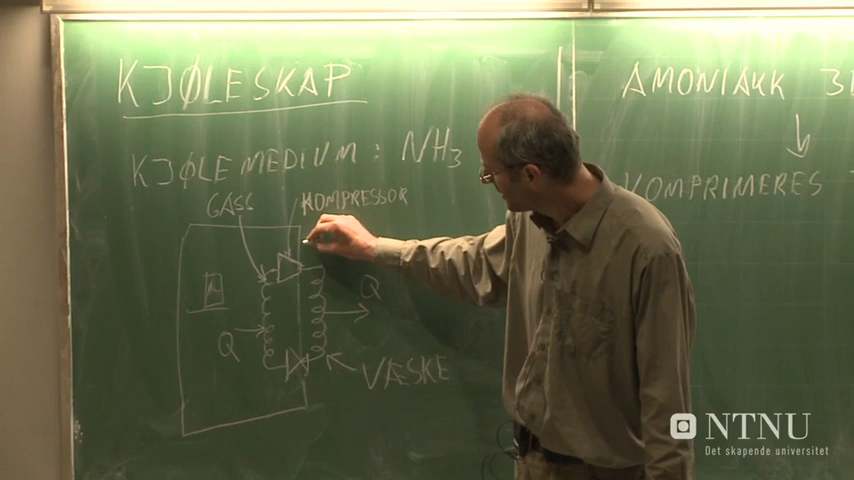 KJØLESKAP
KJØLEMEDIUM : NH3
GASS
KOMPRESSOR
Q
Q
VÆSKE
AMONIAKK
↓
KOMPRIMERES
NTNU
Det skapende universitet